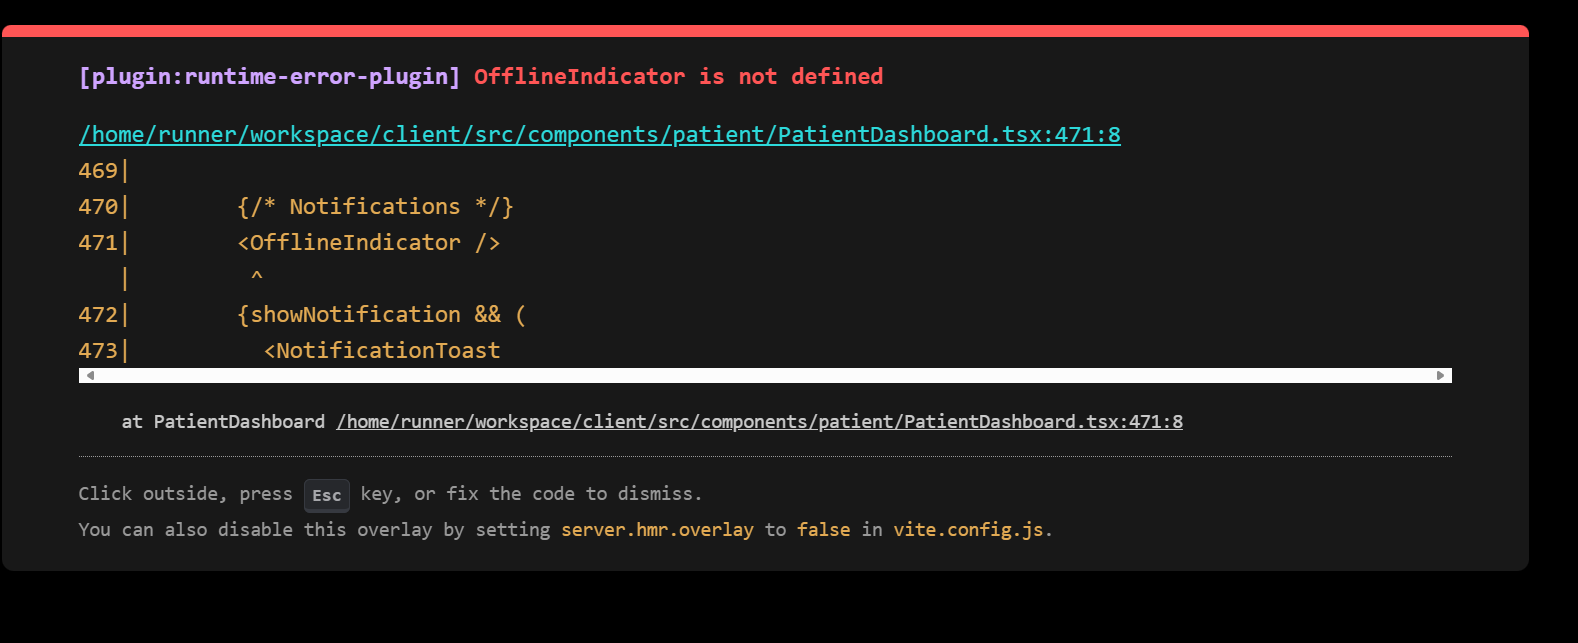 [plugin:runtime-error-plugin] OfflineIndicator is not defined
/home/runner/workspace/client/src/components/patient/PatientDashboard.tsx:471:8
469|
470|        {/* Notifications */}
471|        <OfflineIndicator />
   |         ^
472|        {showNotification && (
473|          <NotificationToast
at PatientDashboard /home/runner/workspace/client/src/components/patient/PatientDashboard.tsx:471:8
Click outside, press Esc key, or fix the code to dismiss.
You can also disable this overlay by setting server.hmr.overlay to false in vite.config.js.